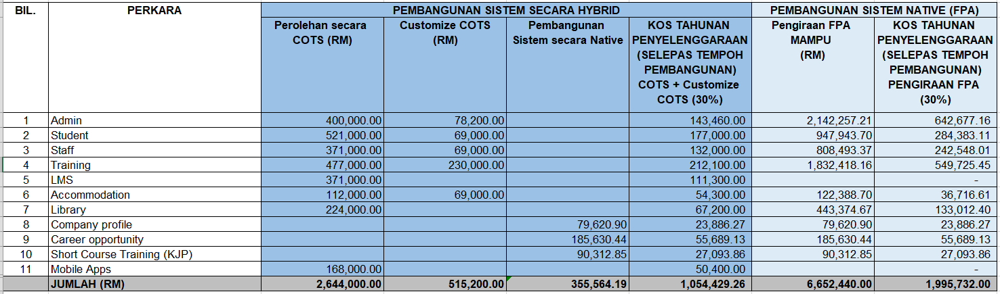 BIL. PERKARA PEMBANGUNAN SISTEM SECARA HYBRID PEMBANGUNAN SISTEM NATIVE (FPA)
Perolehan secara COTS (RM)
Customize COTS (RM)
Pembangunan Sistem secara Native
KOS TAHUNAN PENYELENGGARAAN (SELEPAS TEMPOH PEMBANGUNAN) COTS + Customize COTS (30%)
Pengiraan FPA MAMPU (RM)
KOS TAHUNAN PENYELENGGARAAN (SELEPAS TEMPOH PEMBANGUNAN) PENGIRAAN FPA (30%)
1 Admin 400,000.00 78,200.00 143,460.00 2,142,257.21 642,677.16
2 Student 521,000.00 69,000.00 177,000.00 947,943.70 284,383.11
3 Staff 371,000.00 69,000.00 132,000.00 808,493.37 242,548.01
4 Training 477,000.00 230,000.00 212,100.00 1,832,418.16 549,725.45
5 LMS 371,000.00 111,300.00 -
6 Accommodation 112,000.00 69,000.00 54,300.00 122,388.70 36,716.61
7 Library 224,000.00 67,200.00 443,374.67 133,012.40
8 Company profile 79,620.90 23,886.27 79,620.90 23,886.27
9 Career opportunity 185,630.44 55,689.13 185,630.44 55,689.13
10 Short Course Training (KJP) 90,312.85 27,093.86 90,312.85 27,093.86
11 Mobile Apps 168,000.00 50,400.00 -
JUMLAH (RM) 2,644,000.00 515,200.00 355,564.19 1,054,429.26 6,652,440.00 1,995,732.00